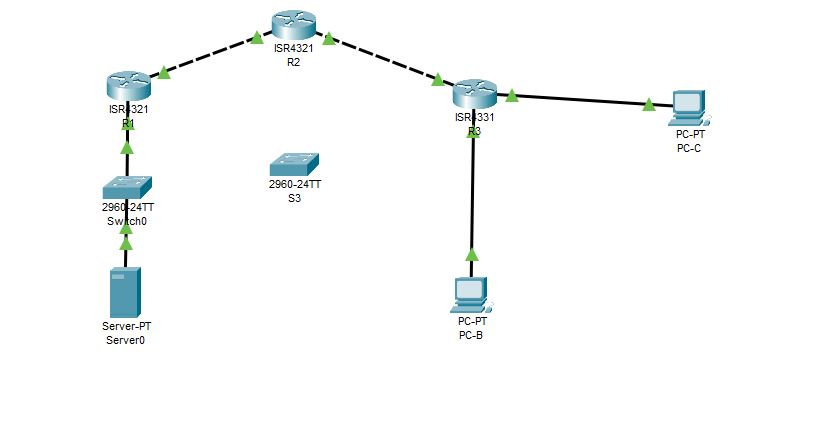 ISR4321
R2
ISR4321
R1
ISR4331
R3
PC-PT
PC-C
2960-24TT
S3
2960-24TT
Switch0
PC-PT
PC-B
Server-PT
Server0